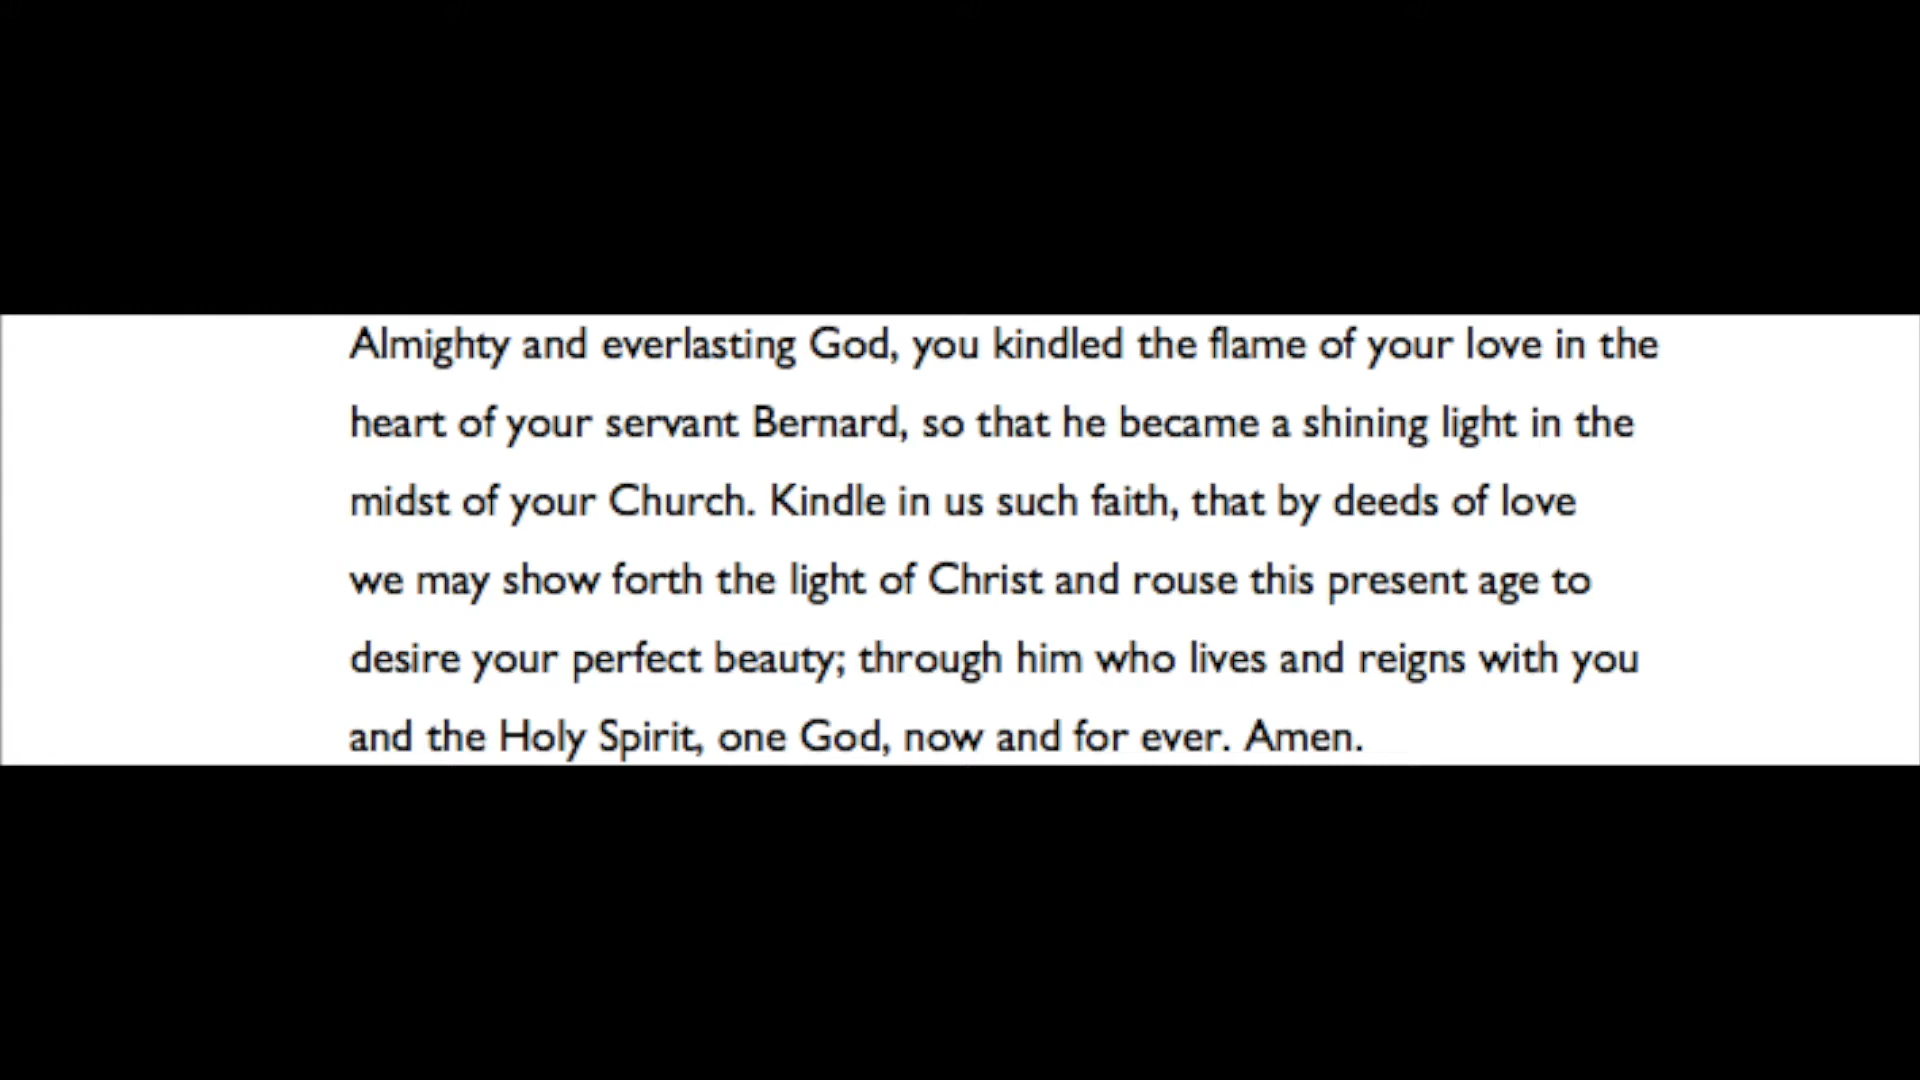 Almighty and everlasting God, you kindled the flame of your love in the
heart of your servant Bernard, so that he became a shining light in the
midst of your Church. Kindle in us such faith, that by deeds of love
we may show forth the light of Christ and rouse this present age to
desire your perfect beauty; through him who lives and reigns with you
and the Holy Spirit, one God, now and for ever. Amen.